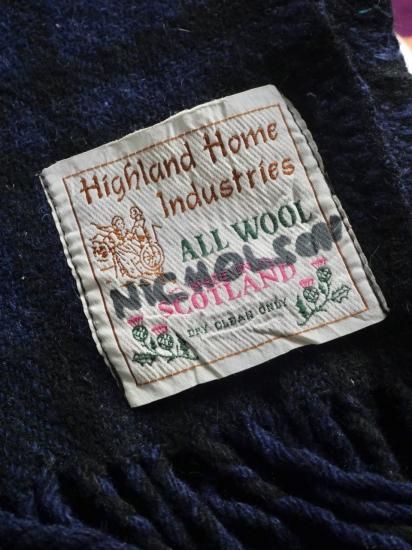 Highland Home
Industries
ALL WOOL
NICHOLSON
SCOTLAND
DRY CLEAN ONLY